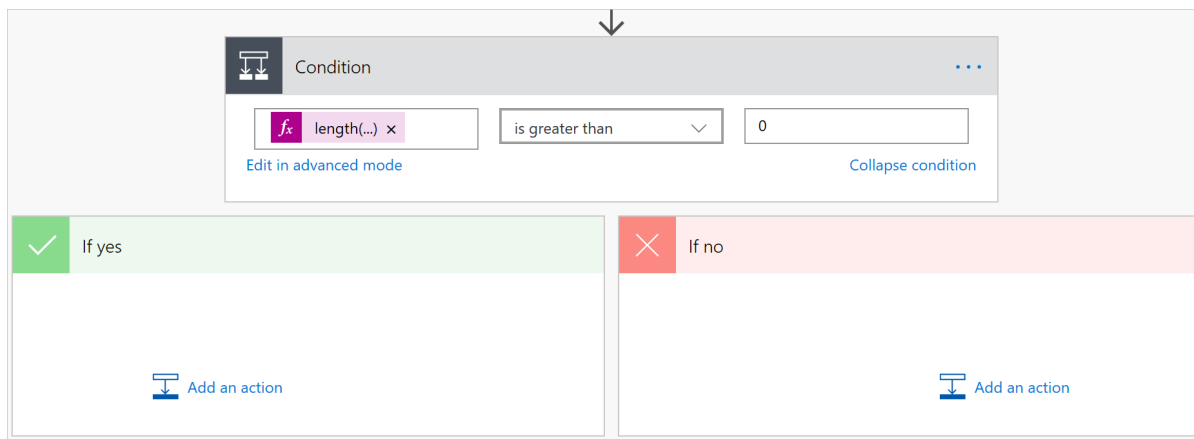 Condition
...
fx length(...) ×
is greater than
0
Edit in advanced mode
Collapse condition
If yes
If no
Add an action
Add an action